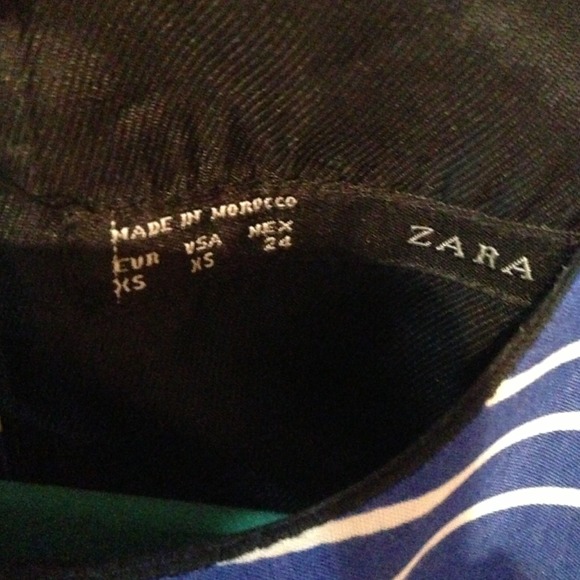 MADE IN MOROCCO
EUR USA MEX
XS XS 24
ZARA